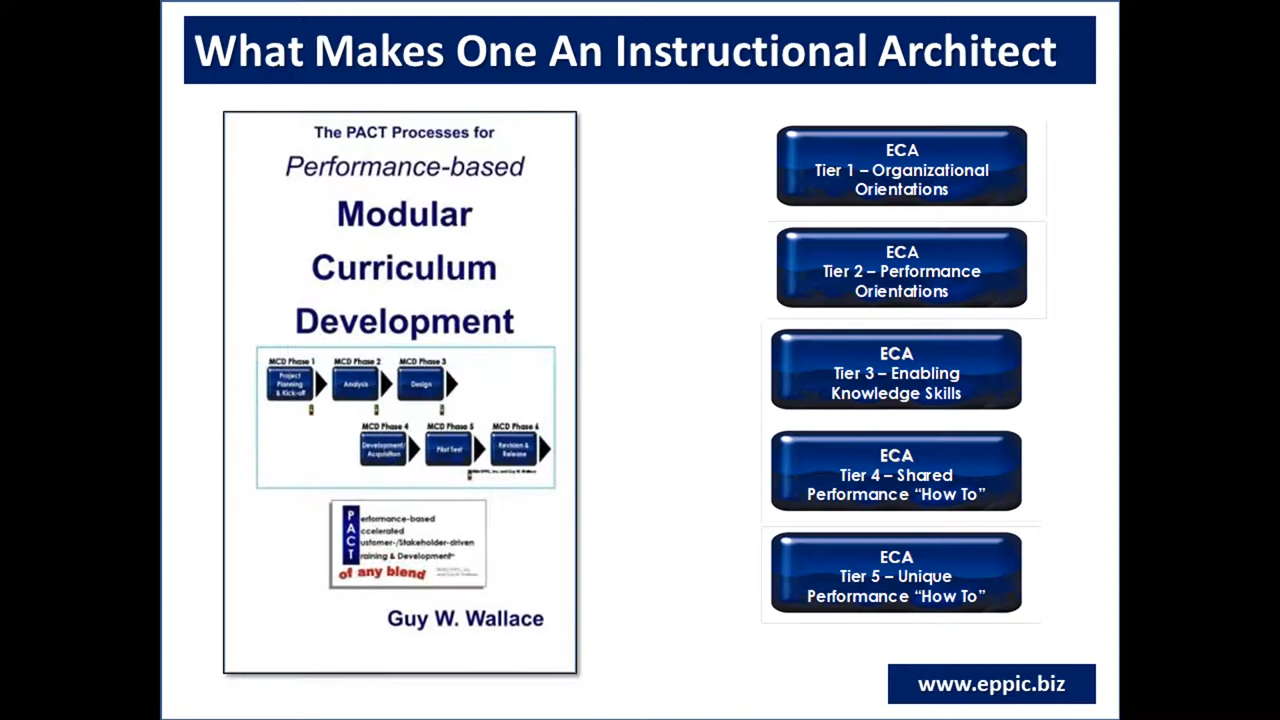 What Makes One An Instructional Architect
The PACT Processes for
Performance-based
Modular
Curriculum
Development
MCD Phase 1
MCD Phase 2
MCD Phase 3
Project
Planning
& Kick-off
Analysis
Design
MCD Phase 4
MCD Phase 5
MCD Phase 6
Development/
Acquisition
Pilot Test
Revision &
Release
Performance-based
Accelerated
Customer-/Stakeholder-driven
Training & Development
of any blend
Guy W. Wallace
ECA
Tier 1 – Organizational
Orientations
ECA
Tier 2 – Performance
Orientations
ECA
Tier 3 – Enabling
Knowledge Skills
ECA
Tier 4 – Shared
Performance “How To”
ECA
Tier 5 – Unique
Performance “How To”
www.eppic.biz